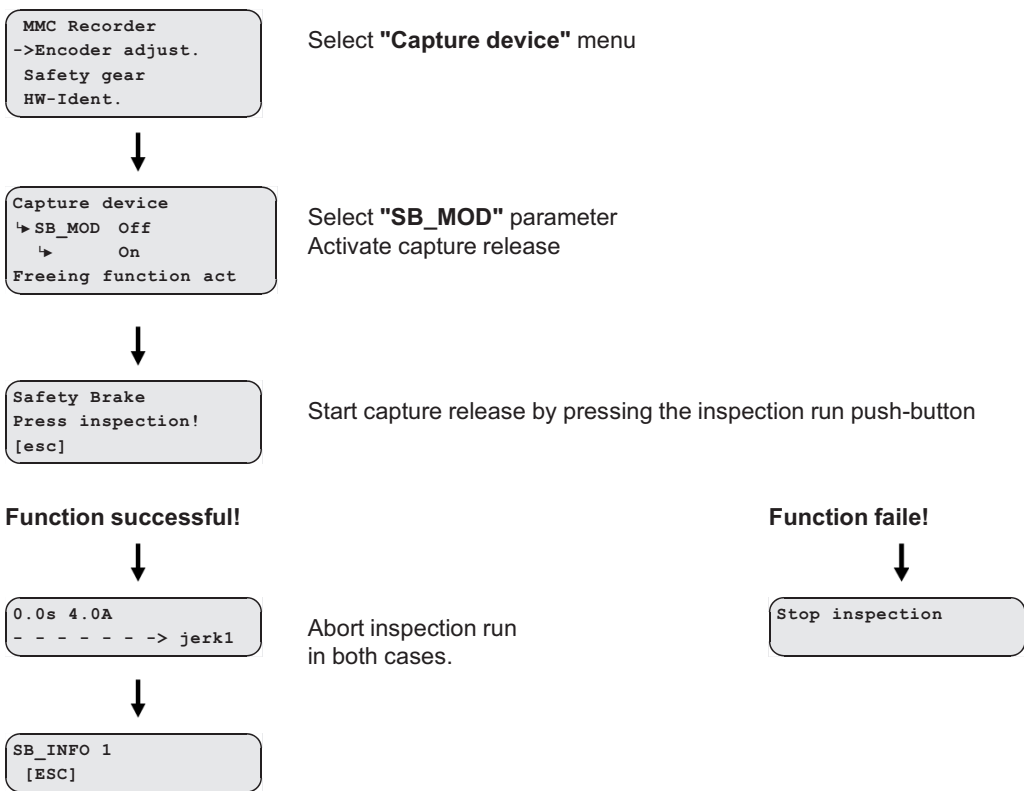 MMC Recorder
->Encoder adjust.
Safety gear
HW-Ident.
Select "Capture device" menu
Capture device
↳ SB_MOD Off
↳ On
Freeing function act
Select "SB_MOD" parameter
Activate capture release
Safety Brake
Press inspection!
[esc]
Start capture release by pressing the inspection run push-button
Function successful!
Function faile!
0.0s 4.0A
- - - - - - -> jerk1
Abort inspection run
in both cases.
Stop inspection
SB_INFO 1
[ESC]